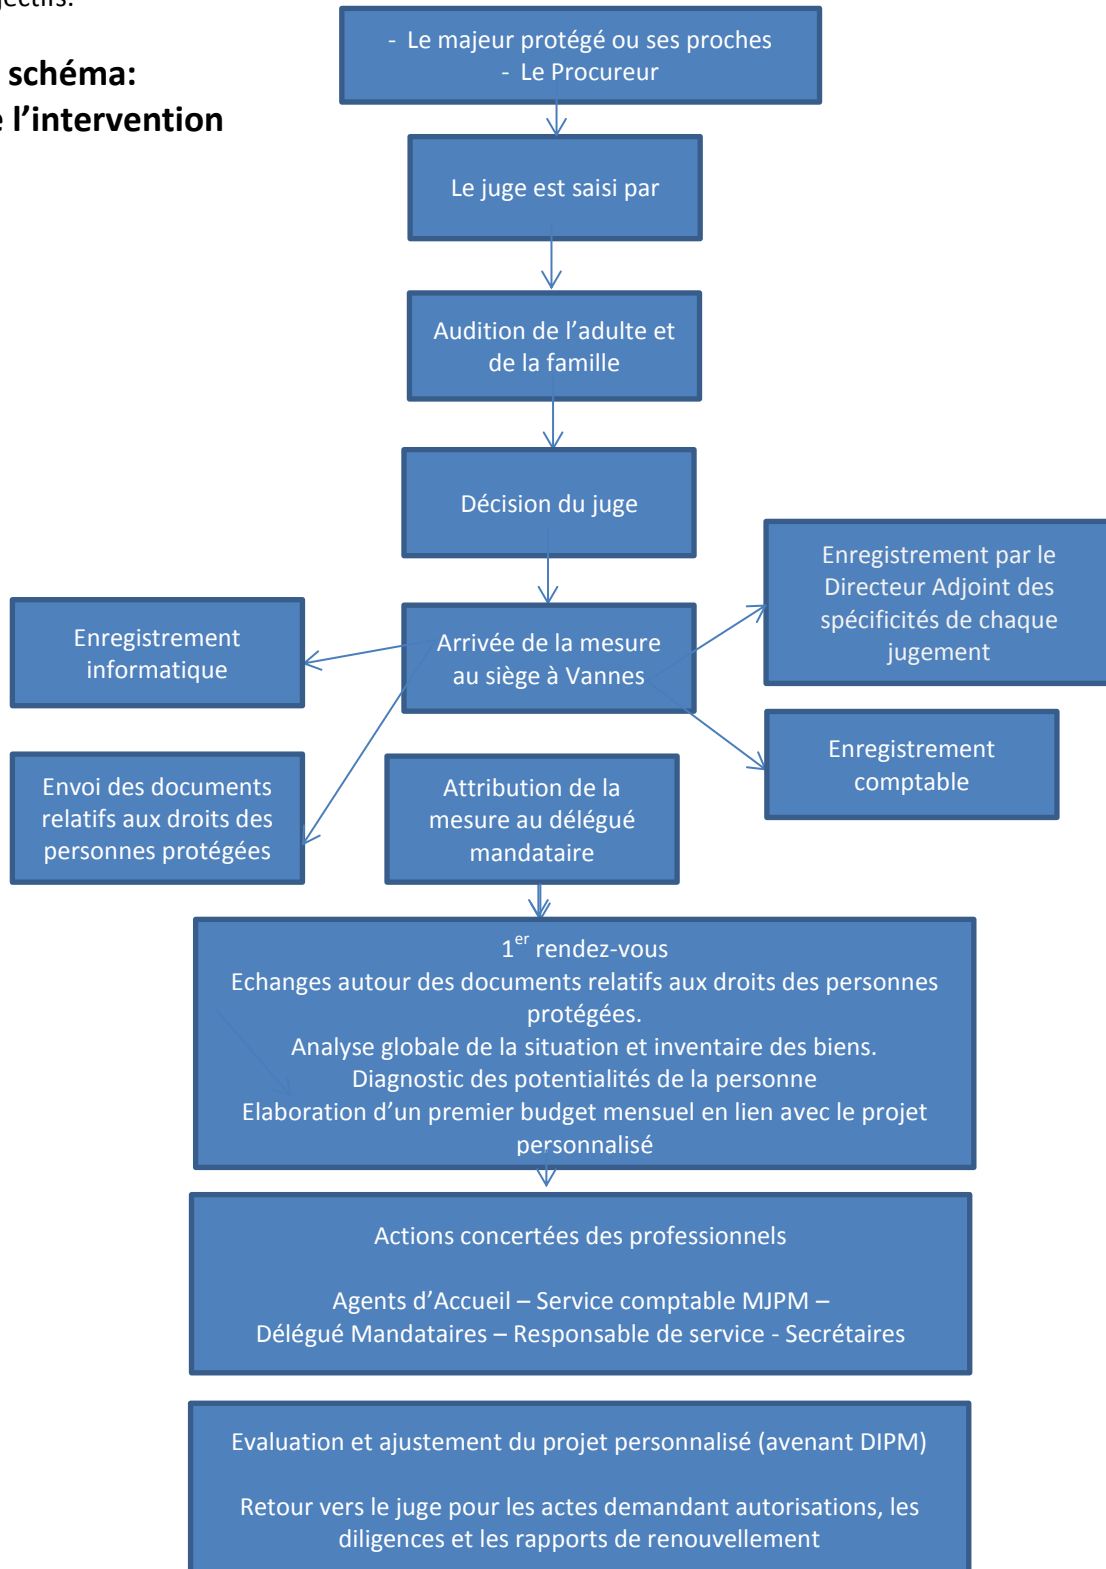 schéma:
l'intervention
- Le majeur protégé ou ses proches
- Le Procureur
Le juge est saisi par
Audition de l'adulte et
de la famille
Décision du juge
Enregistrement par le
Directeur Adjoint des
spécificités de chaque
jugement
Enregistrement
informatique
Arrivée de la mesure
au siège à Vannes
Enregistrement
comptable
Envoi des documents
relatifs aux droits des
personnes protégées
Attribution de la
mesure au délégué
mandataire
1er rendez-vous
Echanges autour des documents relatifs aux droits des personnes
protégées.
Analyse globale de la situation et inventaire des biens.
Diagnostic des potentialités de la personne
Elaboration d'un premier budget mensuel en lien avec le projet
personnalisé
Actions concertées des professionnels
Agents d'Accueil – Service comptable MJPM –
Délégué Mandataires – Responsable de service - Secrétaires
Evaluation et ajustement du projet personnalisé (avenant DIPM)
Retour vers le juge pour les actes demandant autorisations, les
diligences et les rapports de renouvellement